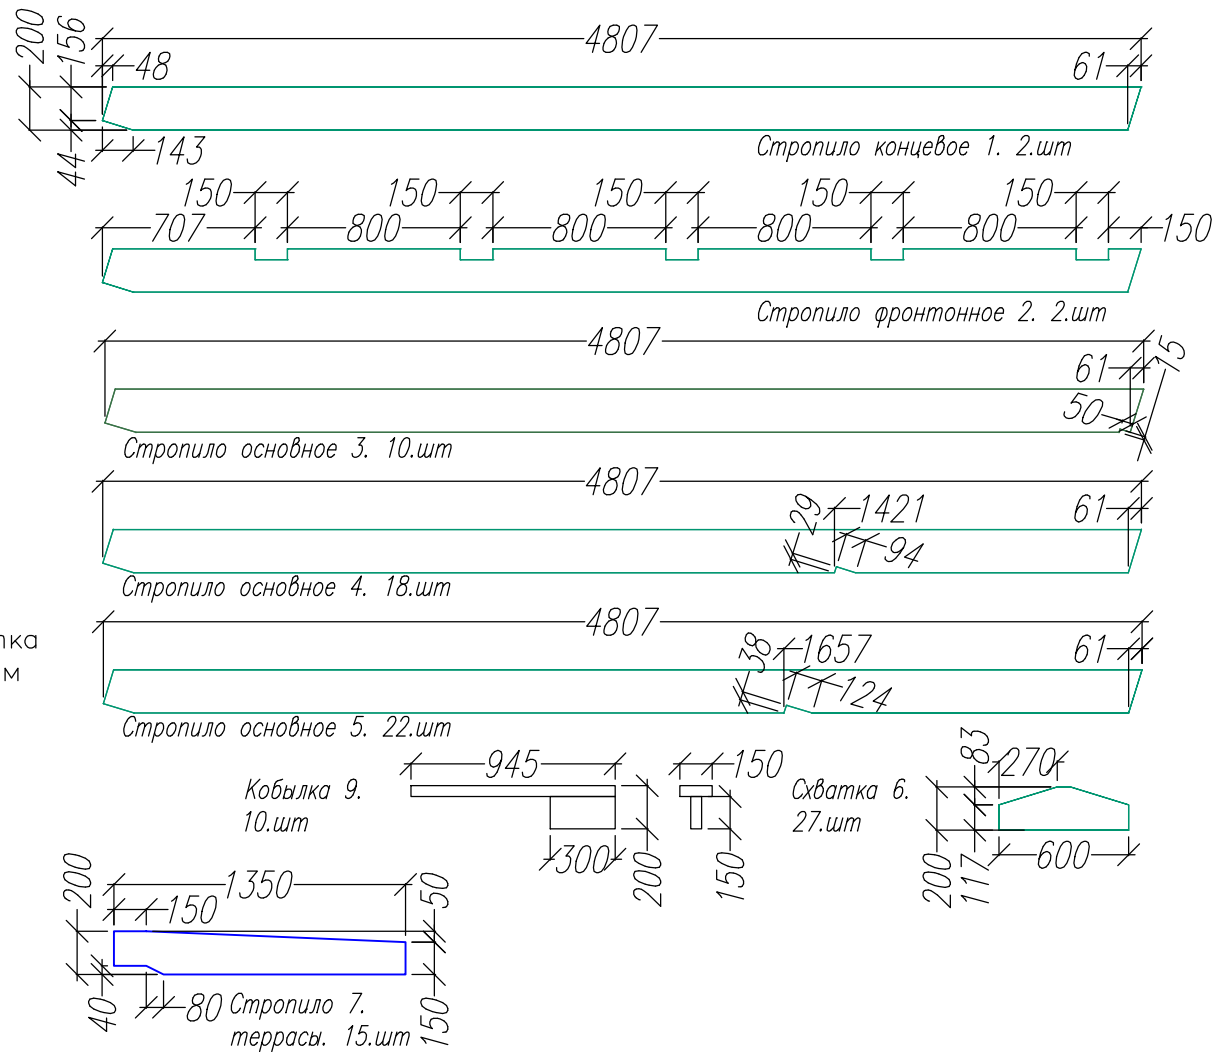 4807
200
156
48
61
44
143
Стропило концевое 1. 2.шт
150 150 150 150 150
707 800 800 800 800 150
Стропило фронтонное 2. 2.шт
4807
61
15
50
Стропило основное 3. 10.шт
4807
29
1421
94
61
Стропило основное 4. 18.шт
4807
38
1657
124
61
тка
м
Стропило основное 5. 22.шт
945
150
Кобылка 9.
10.шт
300
200
150
Схватка 6.
27.шт
83
270
200
117
600
200
1350
150
50
40
80
150
Стропило 7.
террасы. 15.шт